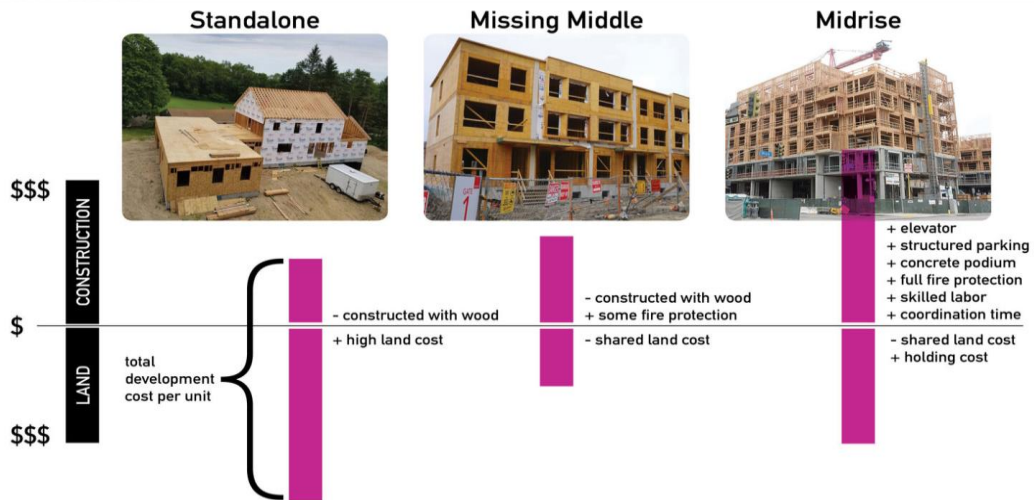 Standalone
Missing Middle
Midrise
$$$
CONSTRUCTION
$
LAND
$$$
total
development
cost per unit
- constructed with wood
+ high land cost
- constructed with wood
+ some fire protection
- shared land cost
+ elevator
+ structured parking
+ concrete podium
+ full fire protection
+ skilled labor
+ coordination time
- shared land cost
+ holding cost
GATE
1